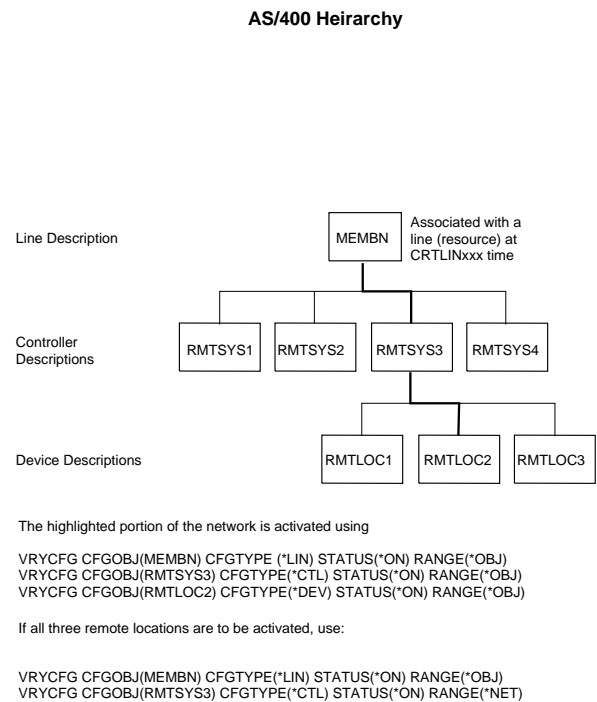 AS/400 Heirarchy
Line Description
MEMBN
Associated with a
line (resource) at
CRTLINxxx time
Controller
Descriptions
RMTSYS1
RMTSYS2
RMTSYS3
RMTSYS4
Device Descriptions
RMTLOC1
RMTLOC2
RMTLOC3
The highlighted portion of the network is activated using
VRYCFG CFGOBJ(MEMBN) CFGTYPE (*LIN) STATUS(*ON) RANGE(*OBJ)
VRYCFG CFGOBJ(RMTSYS3) CFGTYPE(*CTL) STATUS(*ON) RANGE(*OBJ)
VRYCFG CFGOBJ(RMTLOC2) CFGTYPE(*DEV) STATUS(*ON) RANGE(*OBJ)
If all three remote locations are to be activated, use:
VRYCFG CFGOBJ(MEMBN) CFGTYPE(*LIN) STATUS(*ON) RANGE(*OBJ)
VRYCFG CFGOBJ(RMTSYS3) CFGTYPE(*CTL) STATUS(*ON) RANGE(*NET)